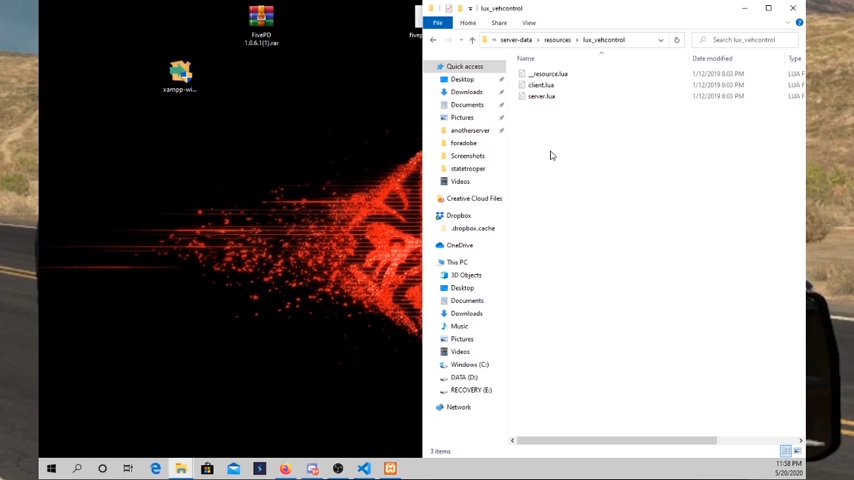 FivePD
1.0.6.1(1).rar
fivep
xampp-wi...
lux_vehcontrol
File
Home
Share
View
server-data
resources
lux_vehcontrol
Search lux_vehcontrol
Name
Date modified
Type
__resource.lua
1/12/2019 8:03 PM
LUA F
client.lua
1/12/2019 8:03 PM
LUA F
server.lua
1/12/2019 8:03 PM
LUA F
Quick access
Desktop
Downloads
Documents
Pictures
anotherserver
foradobe
Screenshots
statetrooper
Videos
Creative Cloud Files
Dropbox
.dropbox.cache
OneDrive
This PC
3D Objects
Desktop
Documents
Downloads
Music
Pictures
Videos
Windows (C:)
DATA (D:)
RECOVERY (E:)
Network
3 items
11:58 PM
5/20/2020